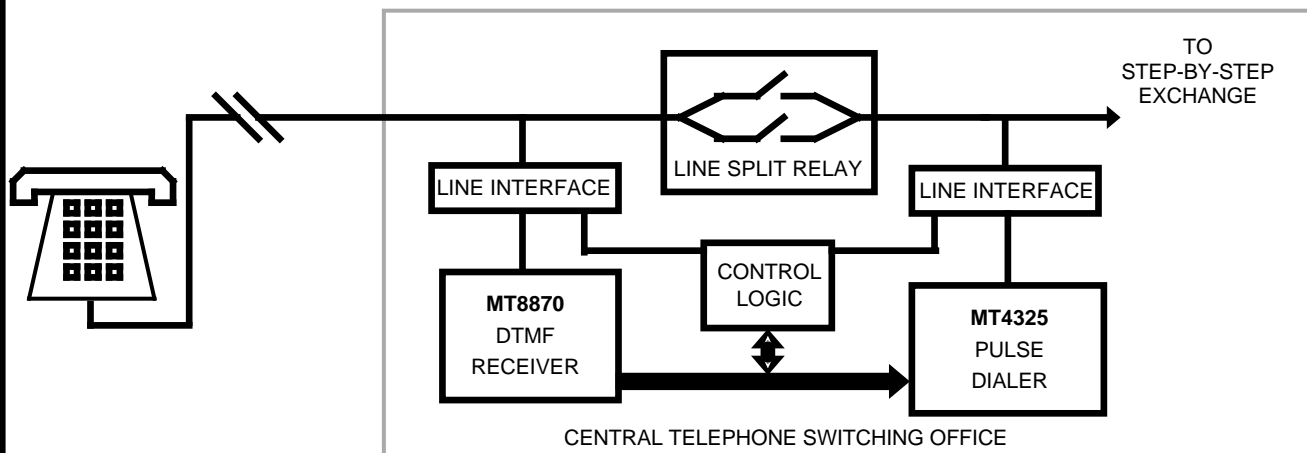 TO
STEP-BY-STEP
EXCHANGE
LINE SPLIT RELAY
LINE INTERFACE
LINE INTERFACE
CONTROL
LOGIC
MT8870
DTMF
RECEIVER
MT4325
PULSE
DIALER
CENTRAL TELEPHONE SWITCHING OFFICE